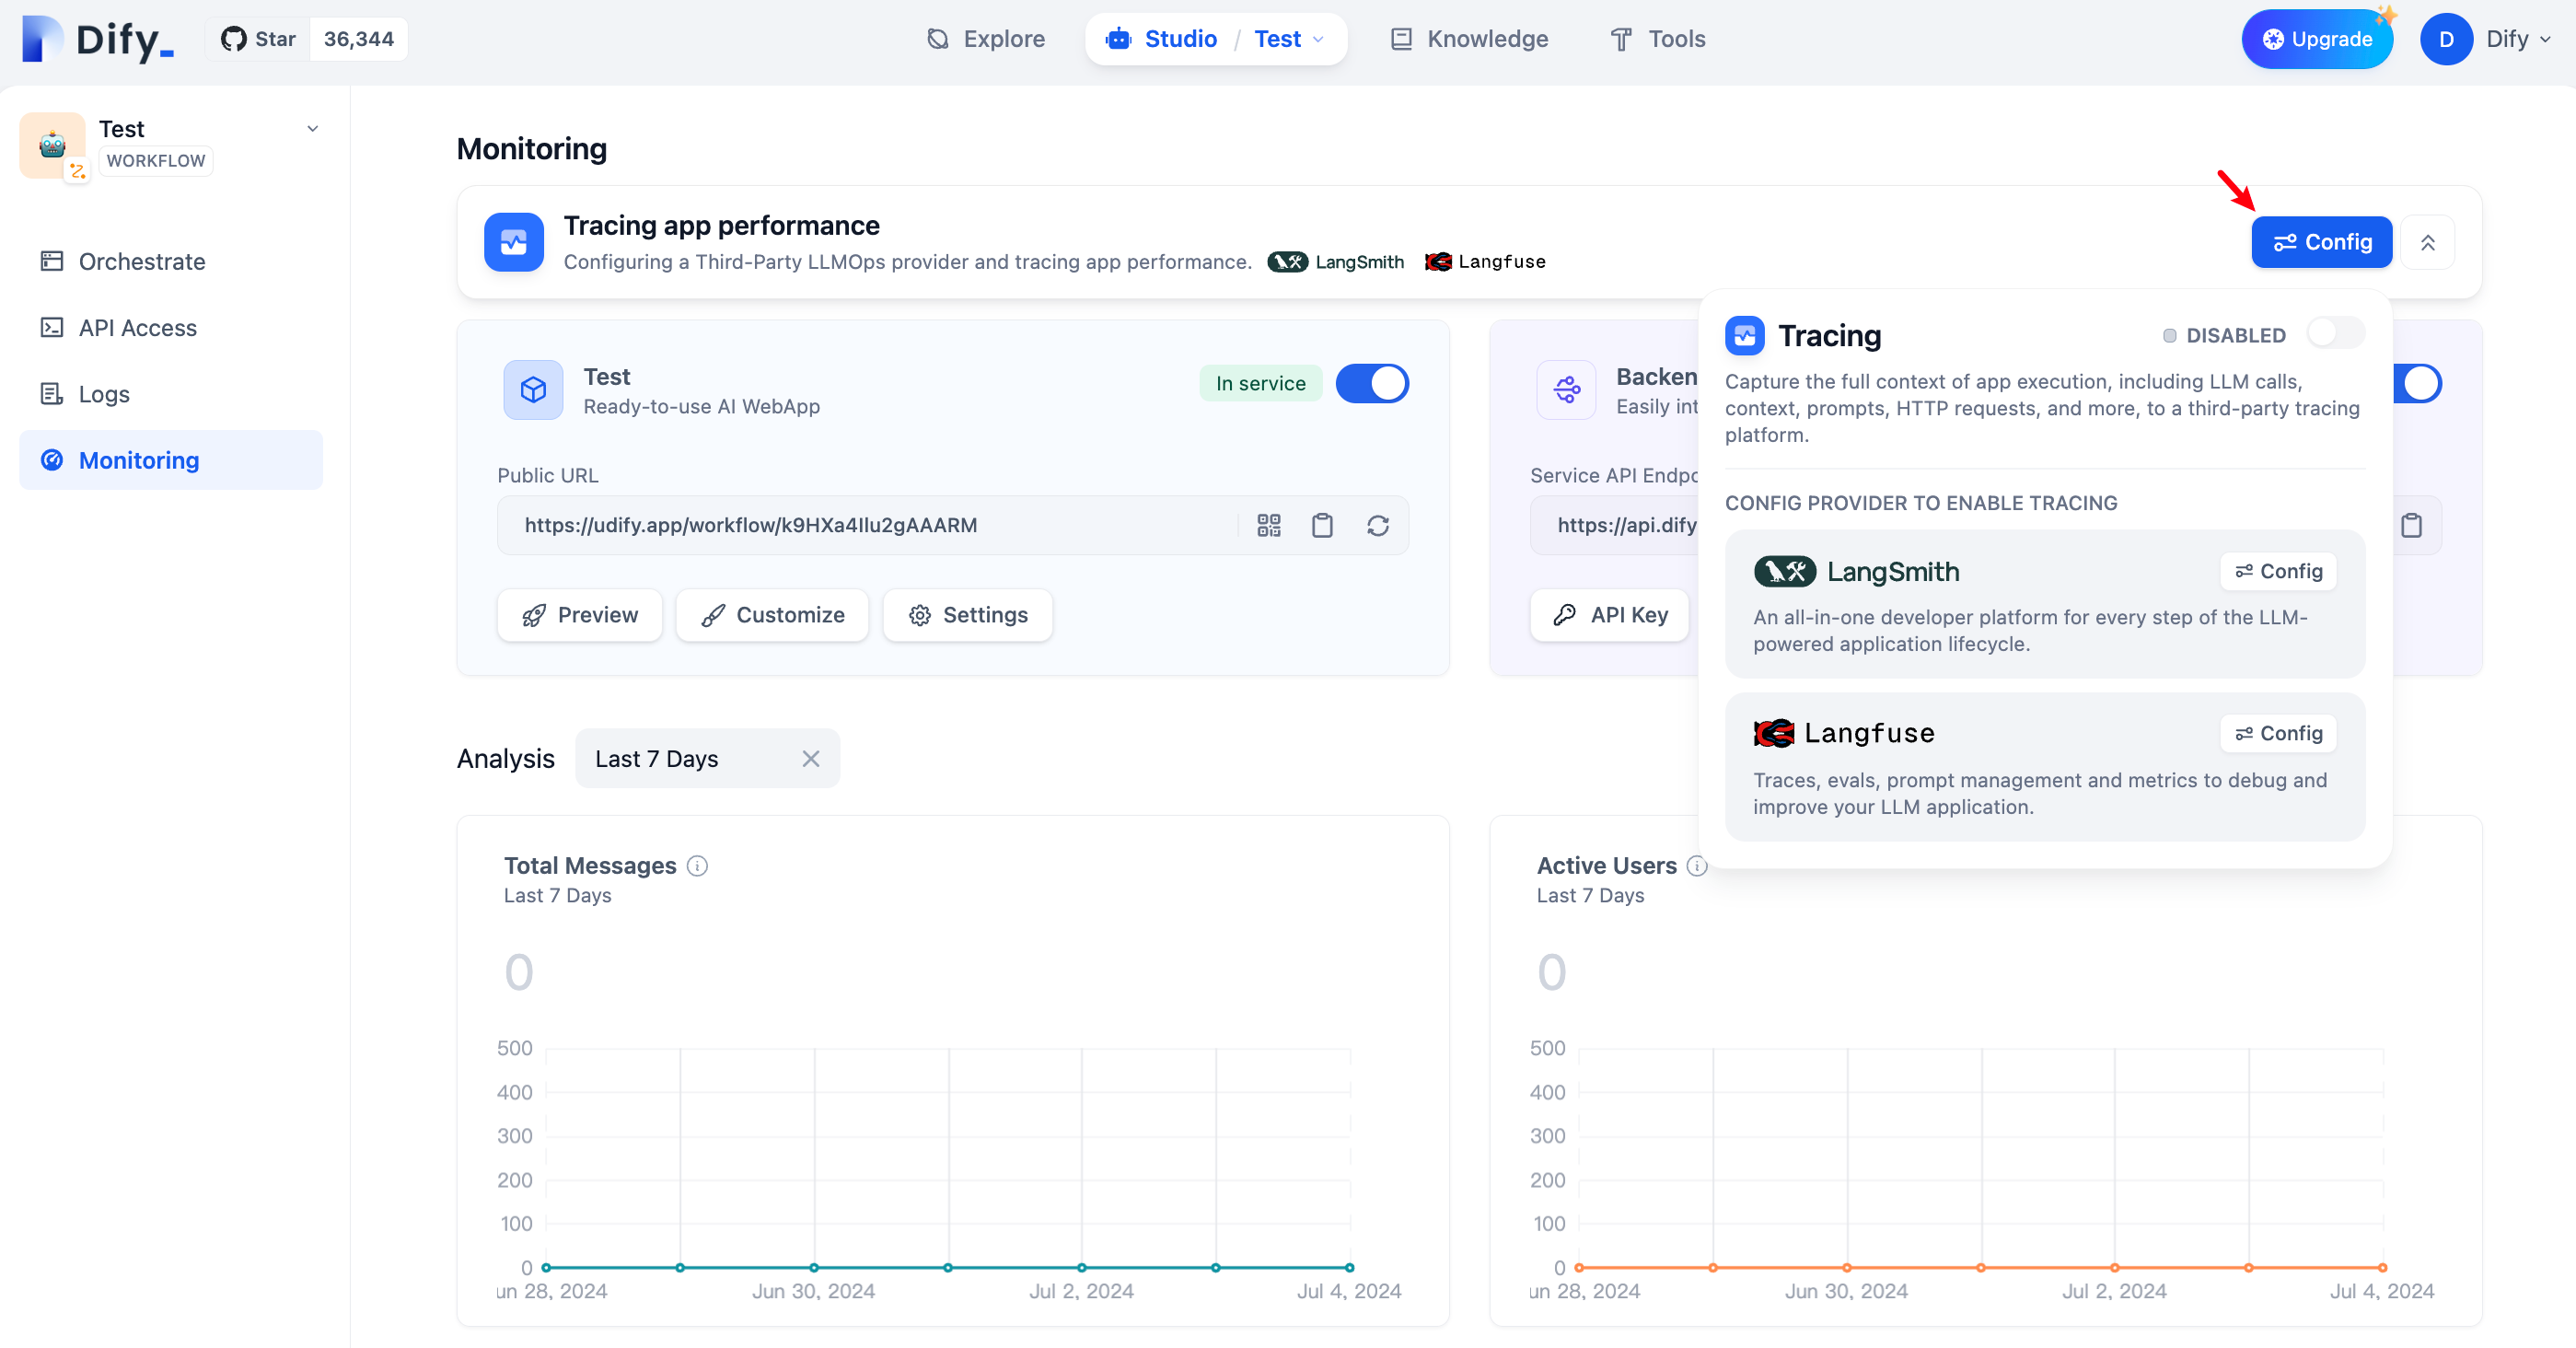 Dify_
Star 36,344
Explore
Studio / Test
Knowledge
Tools
Upgrade
D Dify
Test
WORKFLOW
Orchestrate
API Access
Logs
Monitoring
Monitoring
Tracing app performance
Configuring a Third-Party LLMOps provider and tracing app performance. LangSmith Langfuse
Config
Test
Ready-to-use AI WebApp
In service
Public URL
https://udify.app/workflow/k9HXa4Ilu2gAAARM
Preview
Customize
Settings
Backen
Easily int
Service API Endpo
https://api.dify
API Key
Tracing
DISABLED
Capture the full context of app execution, including LLM calls,
context, prompts, HTTP requests, and more, to a third-party tracing
platform.
CONFIG PROVIDER TO ENABLE TRACING
LangSmith
Config
An all-in-one developer platform for every step of the LLM-
powered application lifecycle.
Langfuse
Config
Traces, evals, prompt management and metrics to debug and
improve your LLM application.
Analysis
Last 7 Days
Total Messages
Last 7 Days
0
500
400
300
200
100
0
un 28, 2024
Jun 30, 2024
Jul 2, 2024
Jul 4, 2024
Active Users
Last 7 Days
0
500
400
300
200
100
0
un 28, 2024
Jun 30, 2024
Jul 2, 2024
Jul 4, 2024